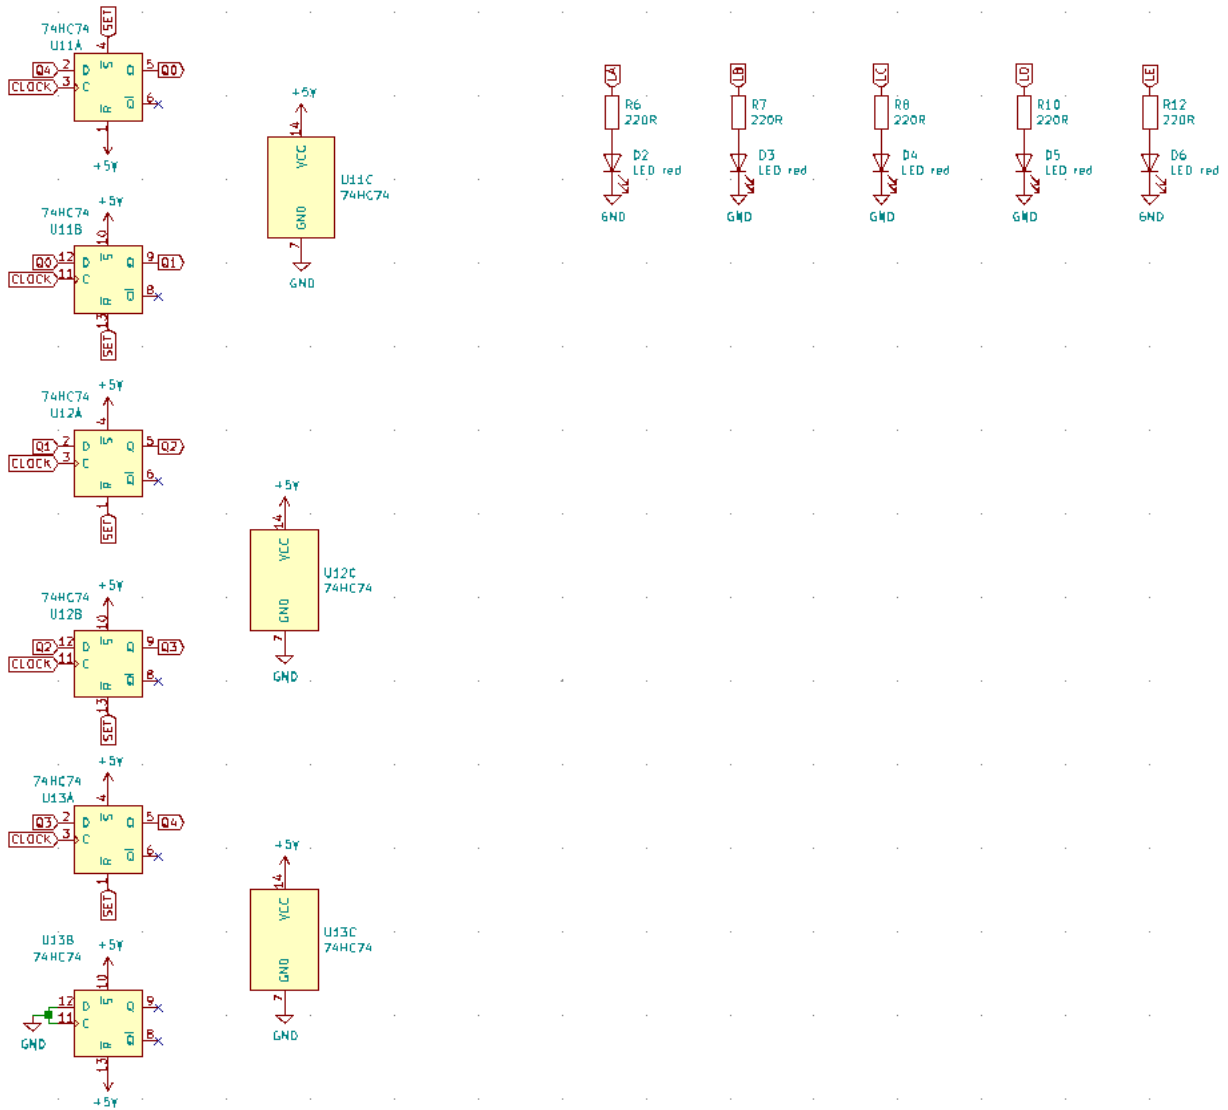 SET
74HC74
U11A
4
S
Q4 2 D Q 5 Q0
CLOCK 3 C
Q 6
R
1
+5V
74HC74 +5V
U11B
10
S
Q0 12 D Q 9 Q1
CLOCK 11 C
Q 8
R
13
SET
+5V
74HC74
U12A
4
S
Q1 2 D Q 5 Q2
CLOCK 3 C
Q 6
R
1
SET
+5V
74HC74
U12B
10
S
Q2 12 D Q 9 Q3
CLOCK 11 C
Q 8
R
13
SET
+5V
74HC74
U13A
4
S
Q3 2 D Q 5 Q4
CLOCK 3 C
Q 6
R
1
SET
U13B +5V
74HC74
10
S
12 D Q 9
11 C
Q 8
GND
R
13
+5V
+5V
14
VCC
U11C
74HC74
GND
7
GND
+5V
14
VCC
U12C
74HC74
GND
7
GND
+5V
14
VCC
U13C
74HC74
GND
7
GND
LA
R6
220R
D2
LED red
GND
LB
R7
220R
D3
LED red
GND
LC
R8
220R
D4
LED red
GND
LD
R10
220R
D5
LED red
GND
LE
R12
220R
D6
LED red
GND